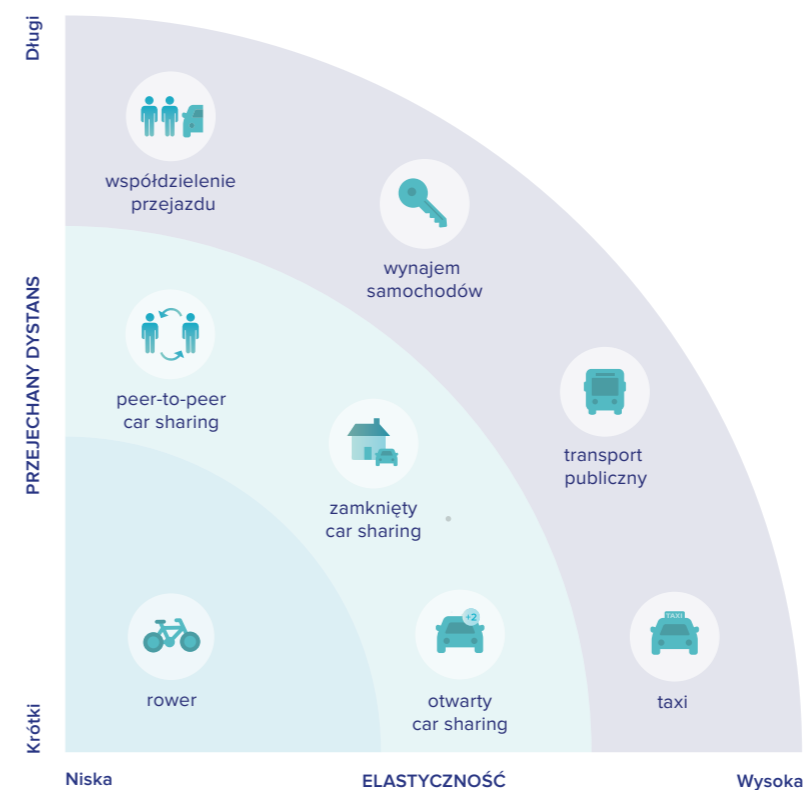 Długi
współdzielenie
przejazdu
wynajem
samochodów
PRZEJECHANY DYSTANS
peer-to-peer
car sharing
transport
publiczny
zamknięty
car sharing
+2
TAXI
rower
otwarty
car sharing
taxi
Krótki
Niska
ELASTYCZNOŚĆ
Wysoka